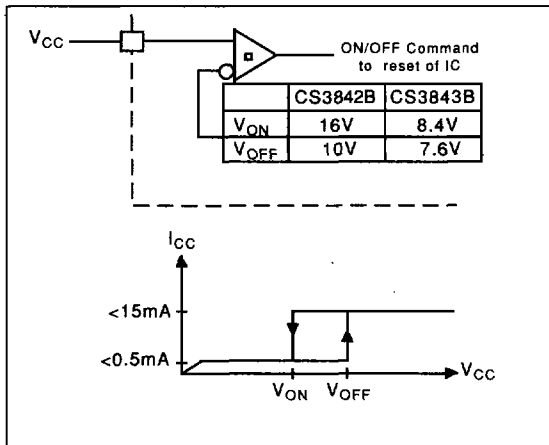 VCC
ON/OFF Command
to reset of IC
CS3842B CS3843B
VON 16V 8.4V
VOFF 10V 7.6V
ICC
<15mA
<0.5mA
VCC
VON VOFF